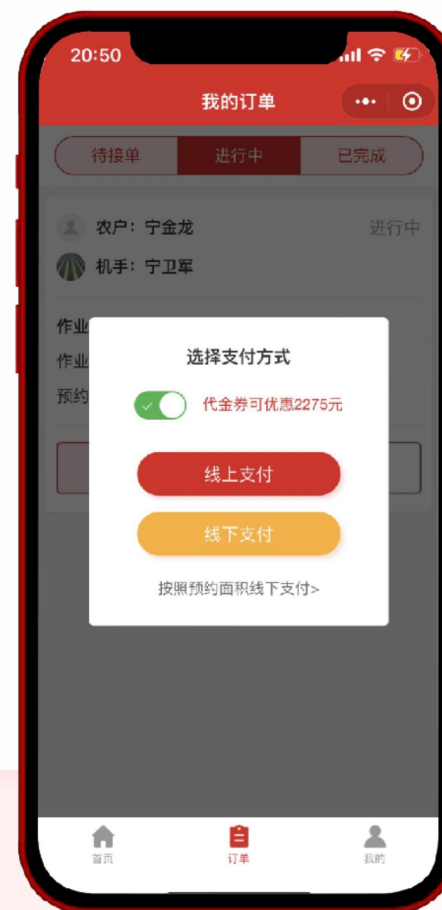 20:50
我的订单
待接单 进行中 已完成
农户：宁金龙 进行中
机手：宁卫军
作业
作业
预约
选择支付方式
代金券可优惠2275元
线上支付
线下支付
按照预约面积线下支付>
首页 订单 我的